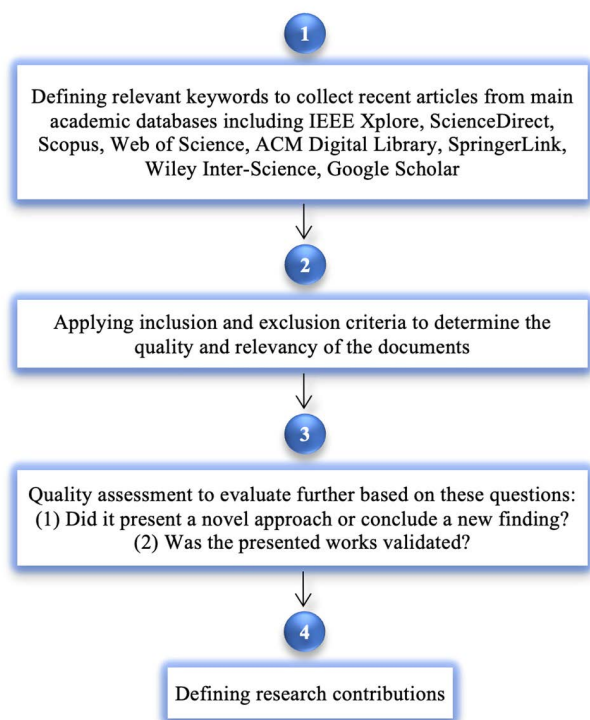 1
Defining relevant keywords to collect recent articles from main
academic databases including IEEE Xplore, ScienceDirect,
Scopus, Web of Science, ACM Digital Library, SpringerLink,
Wiley Inter-Science, Google Scholar
2
Applying inclusion and exclusion criteria to determine the
quality and relevancy of the documents
3
Quality assessment to evaluate further based on these questions:
(1) Did it present a novel approach or conclude a new finding?
(2) Was the presented works validated?
4
Defining research contributions